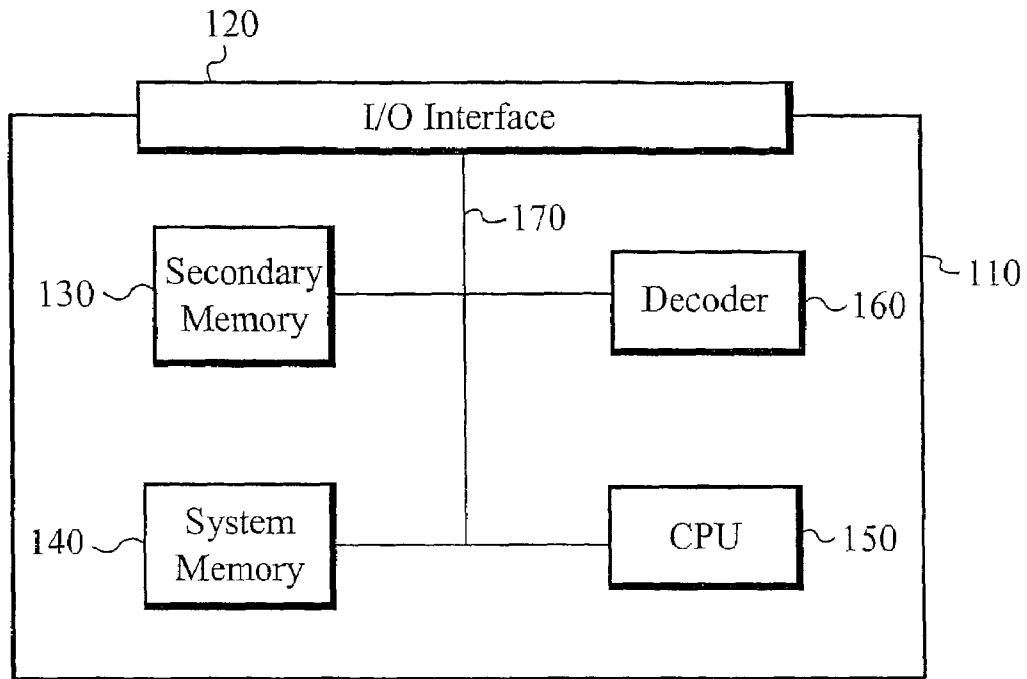 120
I/O Interface
170
Secondary
Memory
130
Decoder
160
110
System
Memory
140
CPU
150